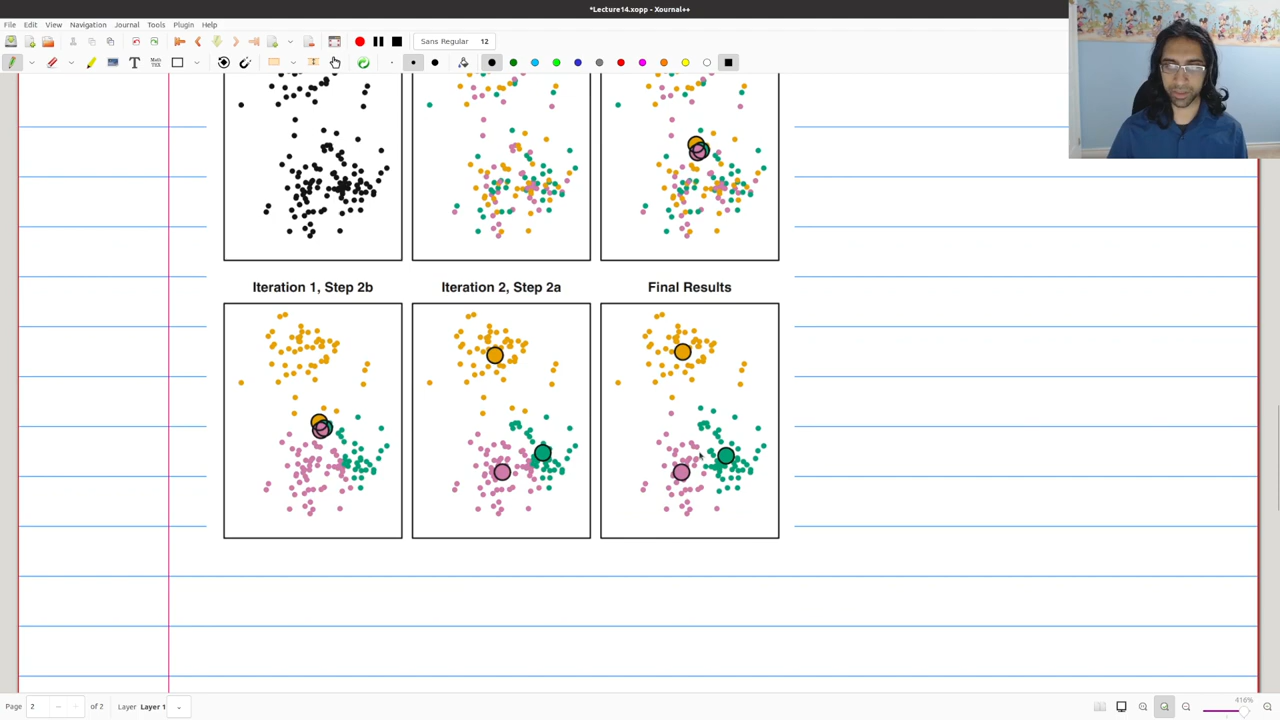 *Lecture14.xopp - Xournal++
File Edit View Navigation Journal Tools Plugin Help
Sans Regular 12
Iteration 1, Step 2b Iteration 2, Step 2a Final Results
Page 2 of 2 Layer Layer 1 416%